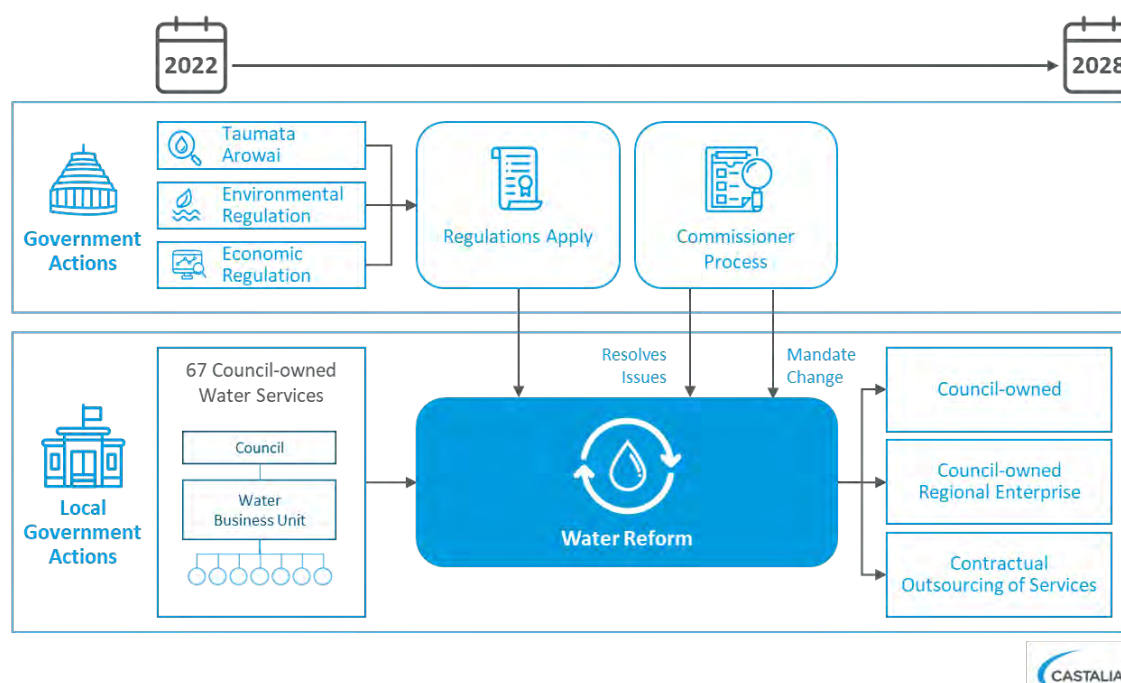 2022
2028
Taumata
Arowai
Environmental
Regulation
Economic
Regulation
Government
Actions
Regulations Apply
Commissioner
Process
Resolves
Issues
Mandate
Change
67 Council-owned
Water Services
Council
Water
Business Unit
Local
Government
Actions
Water Reform
Council-owned
Council-owned
Regional Enterprise
Contractual
Outsourcing of Services
CASTALIA